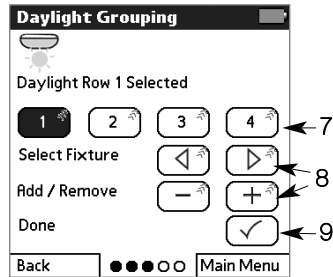 Daylight Grouping
Daylight Row 1 Selected
1 2 3 4 7
Select Fixture
8
Add / Remove − +
Done 9
Back Main Menu